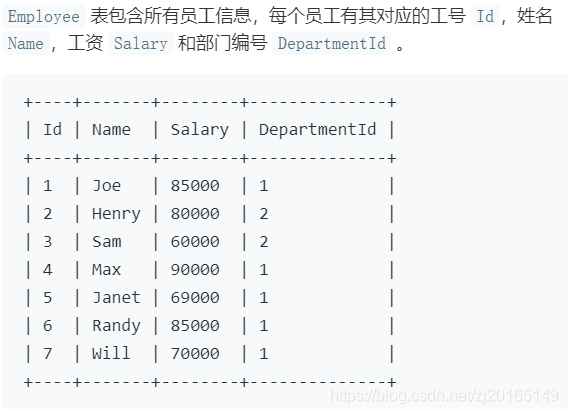 Employee 表包含所有员工信息，每个员工有其对应的工号 Id，姓名
Name，工资 Salary 和部门编号 DepartmentId 。
+----+-------+--------+--------------+
| Id | Name  | Salary | DepartmentId |
+----+-------+--------+--------------+
| 1  | Joe   | 85000  | 1            |
| 2  | Henry | 80000  | 2            |
| 3  | Sam   | 60000  | 2            |
| 4  | Max   | 90000  | 1            |
| 5  | Janet | 69000  | 1            |
| 6  | Randy | 85000  | 1            |
| 7  | Will  | 70000  | 1            |
+----+-------+--------+--------------+
https://blog.csdn.net/zj20165149